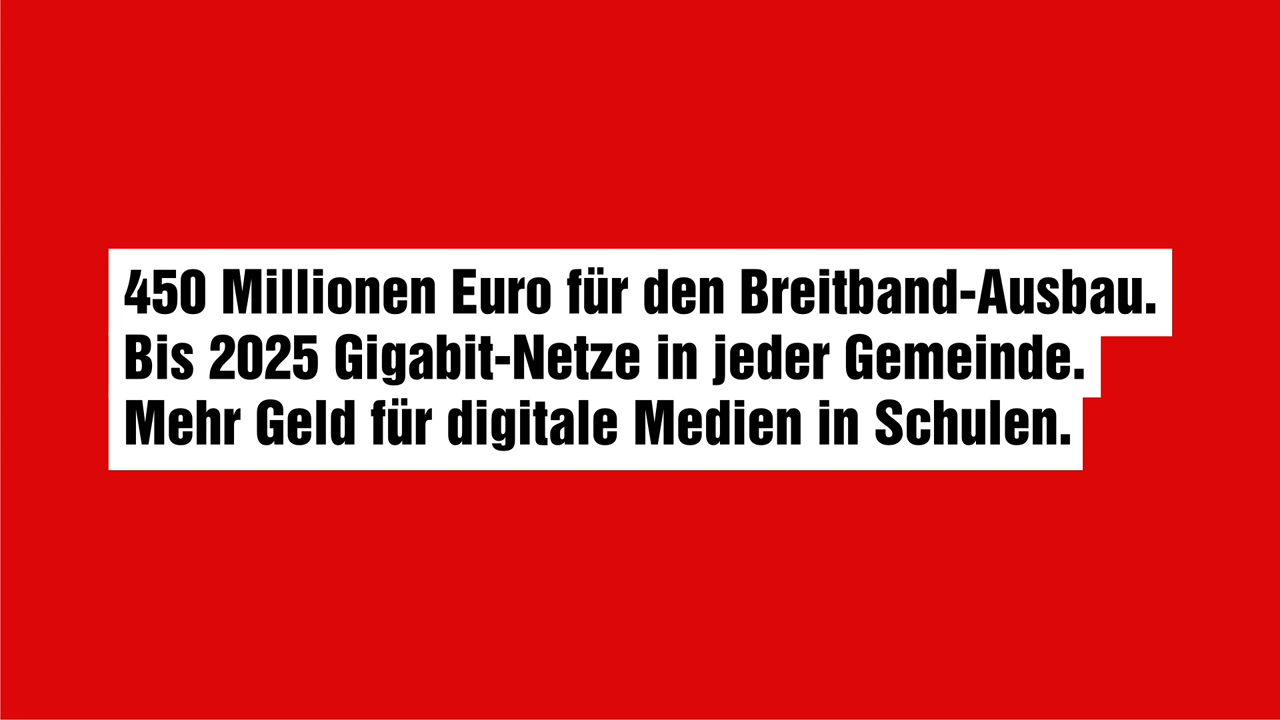 450 Millionen Euro für den Breitband-Ausbau.
Bis 2025 Gigabit-Netze in jeder Gemeinde.
Mehr Geld für digitale Medien in Schulen.